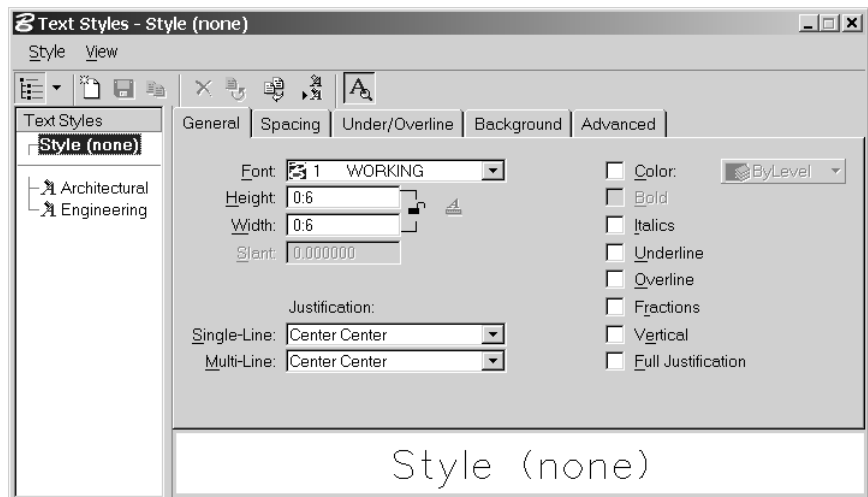 Text Styles - Style (none)
Style View
Text Styles
Style (none)
Architectural
Engineering
General Spacing Under/Overline Background Advanced
Font: 1 WORKING
Height: 0:6
Width: 0:6
Slant: 0.000000
Justification:
Single-Line: Center Center
Multi-Line: Center Center
Color: ByLevel
Bold
Italics
Underline
Overline
Fractions
Vertical
Full Justification
Style (none)